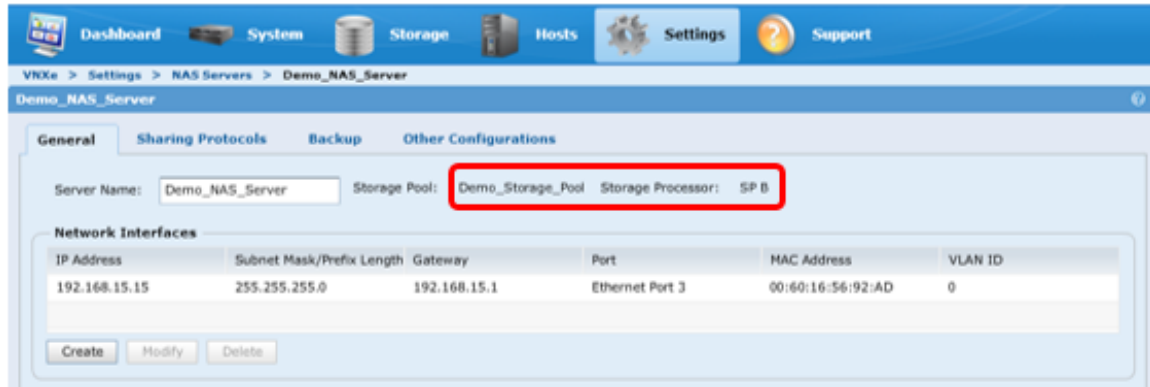 Dashboard System Storage Hosts Settings Support
VNXe > Settings > NAS Servers > Demo_NAS_Server
Demo_NAS_Server
General Sharing Protocols Backup Other Configurations
Server Name: Demo_NAS_Server Storage Pool: Demo_Storage_Pool Storage Processor: SP B
Network Interfaces
IP Address Subnet Mask/Prefix Length Gateway Port MAC Address VLAN ID
192.168.15.15 255.255.255.0 192.168.15.1 Ethernet Port 3 00:60:16:56:92:AD 0
Create Modify Delete